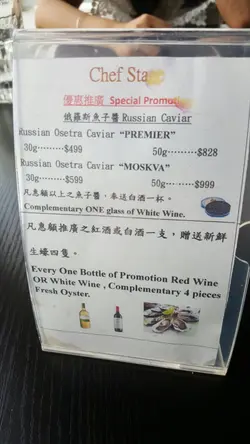 Chef Sta
優惠推廣 Special Promoti
俄羅斯魚子醬 Russian Caviar
Russian Osetra Caviar “PREMIER”
30g--------$499 50g---------$828
Russian Osetra Caviar “MOSKVA”
30g--------$599 50g---------$999
凡惠顧以上之魚子醬，奉送白酒一杯。
Complementary ONE glass of White Wine.
凡惠顧推廣之紅酒或白酒一支，贈送新鮮
生蠔四隻。
Every One Bottle of Promotion Red Wine
OR White Wine , Complementary 4 pieces
Fresh Oyster.